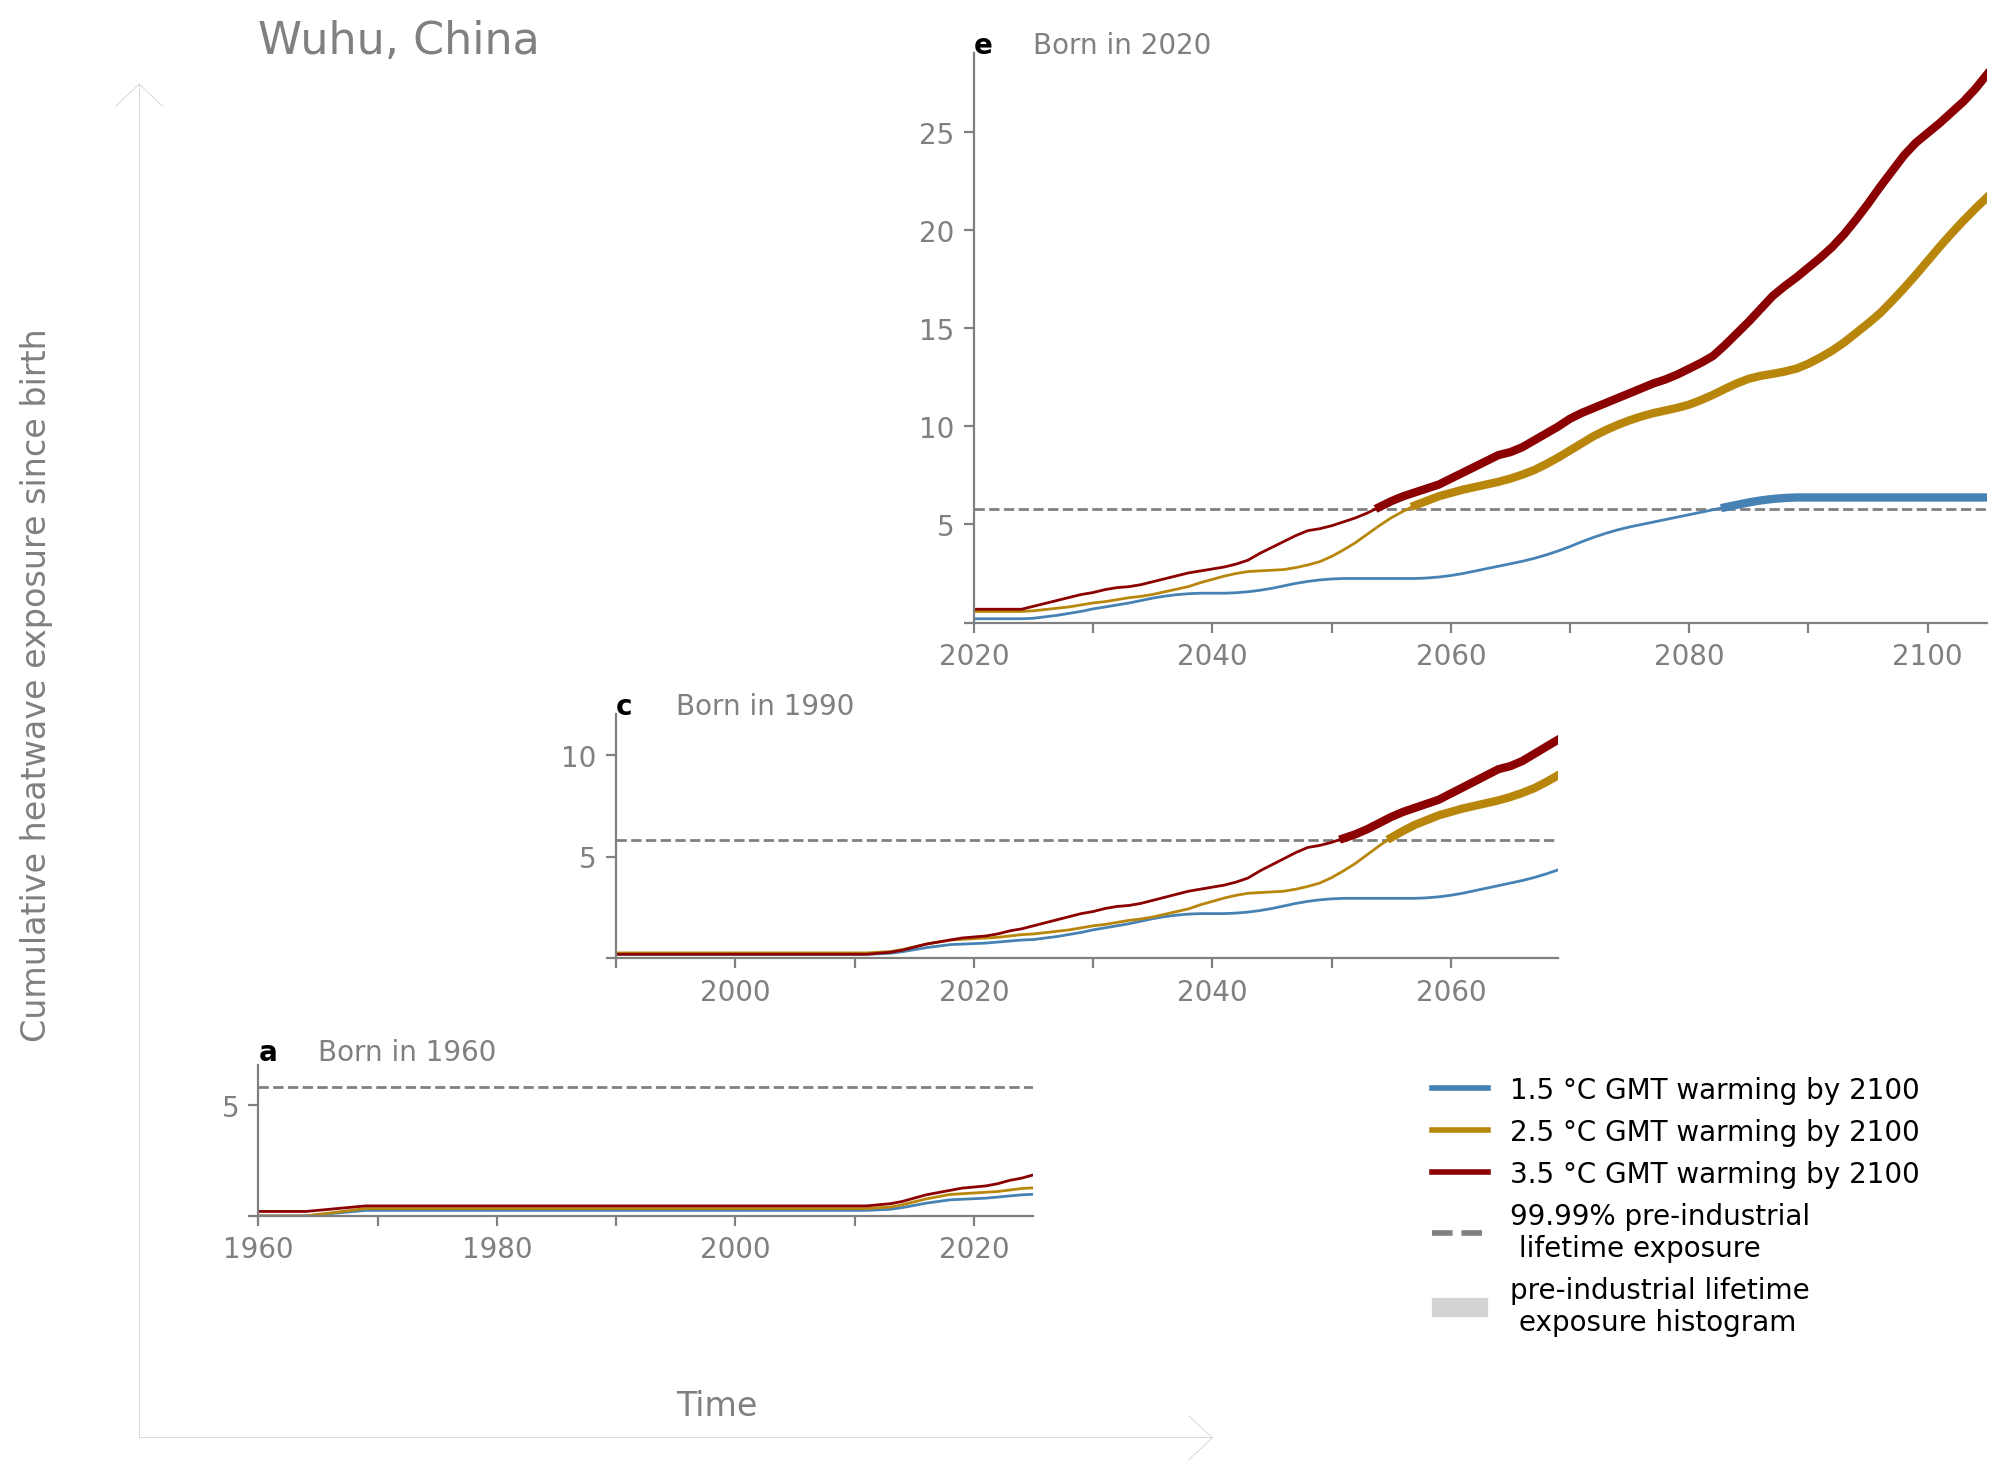 Wuhu, China
Cumulative heatwave exposure since birth
e Born in 2020
25
20
15
10
5
2020 2040 2060 2080 2100
c Born in 1990
10
5
2000 2020 2040 2060
a Born in 1960
5
1960 1980 2000 2020
1.5 °C GMT warming by 2100
2.5 °C GMT warming by 2100
3.5 °C GMT warming by 2100
99.99% pre-industrial
lifetime exposure
pre-industrial lifetime
exposure histogram
Time